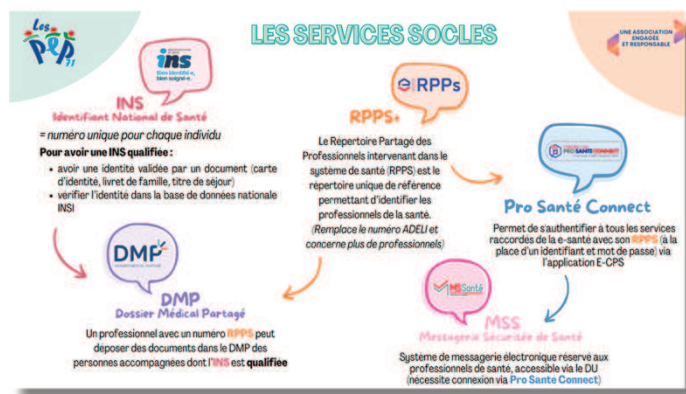 Les PEP 71
LES SERVICES SOCLES
UNE ASSOCIATION
ENGAGÉE
ET RESPONSABLE
ins
Bien identifié·e,
bien soigné·e.
INS
Identifiant National de Santé
= numéro unique pour chaque individu
Pour avoir une INS qualifiée :
• avoir une identité validée par un document (carte
d'identité, livret de famille, titre de séjour)
• vérifier l'identité dans la base de données nationale
INSI
RPPS
RPPS+
Le Répertoire Partagé des
Professionnels intervenant dans le
système de santé (RPPS) est le
répertoire unique de référence
permettant d'identifier les
professionnels de la santé.
(Remplace le numéro ADELI et
concerne plus de professionnels)
PRO SANTÉ CONNECT
Pro Santé Connect
Permet de s'authentifier à tous les services
raccordés de la e-santé avec son RPPS (à la
place d'un identifiant et mot de passe) via
l'application E-CPS
DMP
DMP
Dossier Médical Partagé
Un professionnel avec un numéro RPPS peut
déposer des documents dans le DMP des
personnes accompagnées dont l'INS est qualifiée
MSSanté
MSS
Messagerie Sécurisée de Santé
Système de messagerie électronique réservé aux
professionnels de santé, accessible via le DU
(nécessite connexion via Pro Sante Connect)